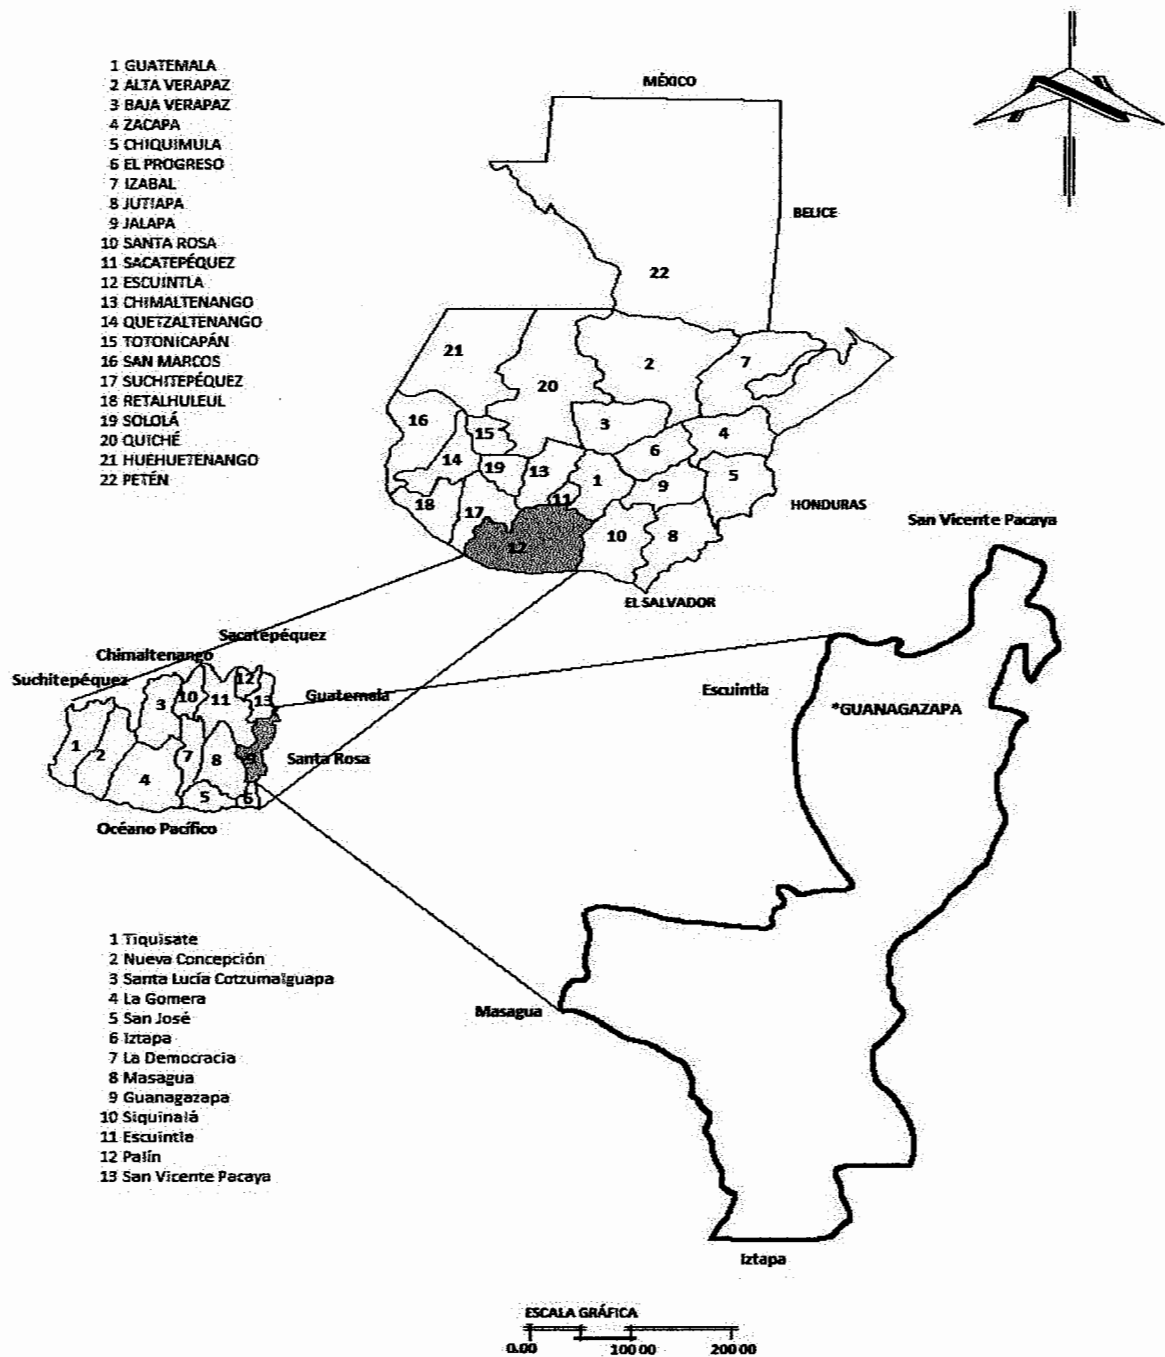 1 GUATEMALA
2 ALTA VERAPAZ
3 BAJA VERAPAZ
4 ZACAPA
5 CHIQUIMULA
6 EL PROGRESO
7 IZABAL
8 JUTIAPA
9 JALAPA
10 SANTA ROSA
11 SACATEPÉQUEZ
12 ESCUINTLA
13 CHIMALTENANGO
14 QUETZALTENANGO
15 TOTONICAPÁN
16 SAN MARCOS
17 SUCHITEPÉQUEZ
18 RETALHULEUL
19 SOLOLÁ
20 QUICHÉ
21 HUEHUETENANGO
22 PETÉN
MÉXICO
BELICE
22
21
20
2
7
16
15
3
4
14
19
13
6
5
1
9
18
17
11
12
10
8
HONDURAS
EL SALVADOR
San Vicente Pacaya
Sacatepéquez
Chimaltenango
Suchitepéquez
Guatemala
Santa Rosa
Océano Pacífico
1
2
3
10
11
12
13
4
7
8
9
5
6
Escuintla
*GUANAGAZAPA
Masagua
Iztapa
1 Tiquisate
2 Nueva Concepción
3 Santa Lucía Cotzumalguapa
4 La Gomera
5 San José
6 Iztapa
7 La Democracia
8 Masagua
9 Guanagazapa
10 Siquinalá
11 Escuintla
12 Palín
13 San Vicente Pacaya
ESCALA GRÁFICA
0.00 100 00 200 00